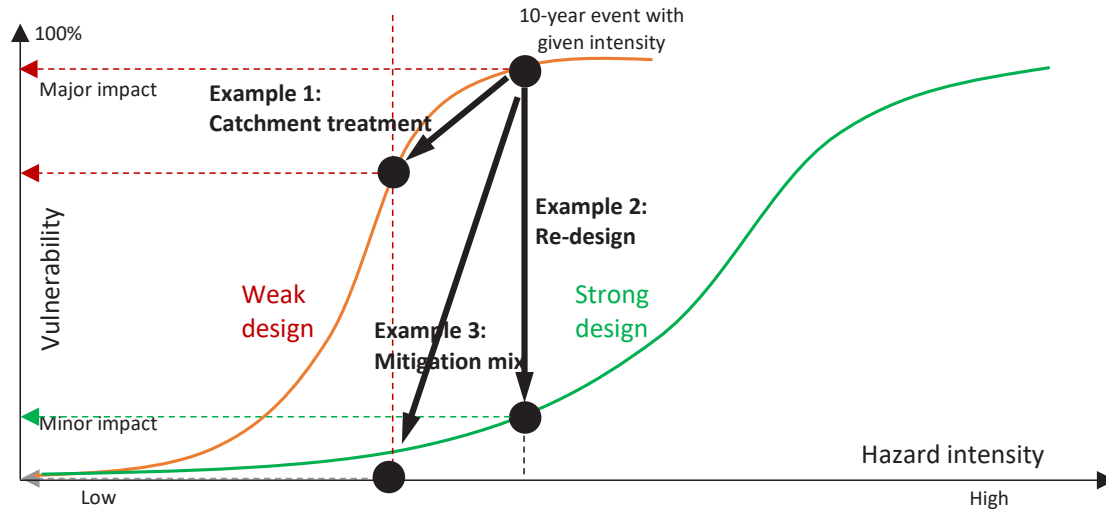 10-year event with
given intensity
100%
Major impact
Example 1:
Catchment treatment
Vulnerability
Example 2:
Re-design
Weak
design
Strong
design
Example 3:
Mitigation mix
Minor impact
Hazard intensity
Low
High